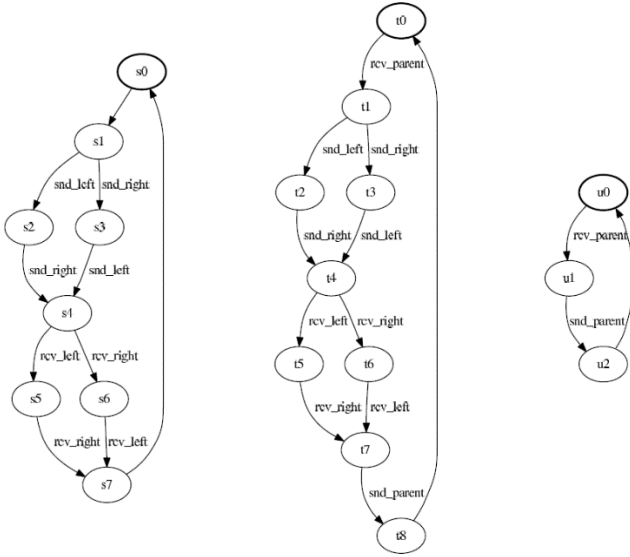 s0
s1
snd_left snd_right
s2 s3
snd_right snd_left
s4
rcv_left rcv_right
s5 s6
rcv_right rcv_left
s7
t0
rcv_parent
t1
snd_left snd_right
t2 t3
snd_right snd_left
t4
rcv_left rcv_right
t5 t6
rcv_right rcv_left
t7
snd_parent
t8
u0
rcv_parent
u1
snd_parent
u2